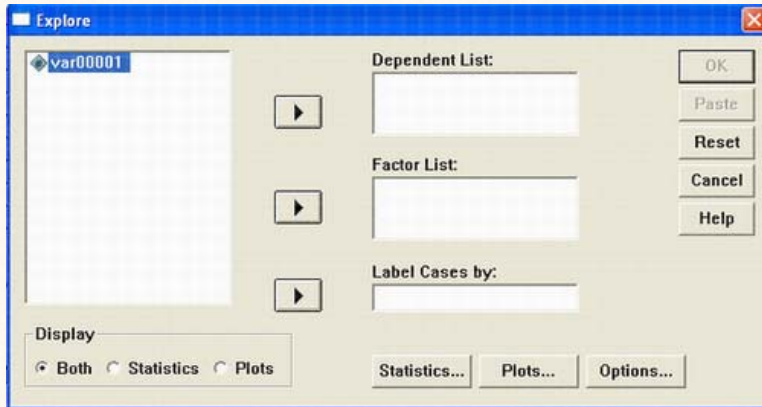 Explore
var00001
Dependent List:
Factor List:
Label Cases by:
Display
Both Statistics Plots
Statistics... Plots... Options...
OK
Paste
Reset
Cancel
Help